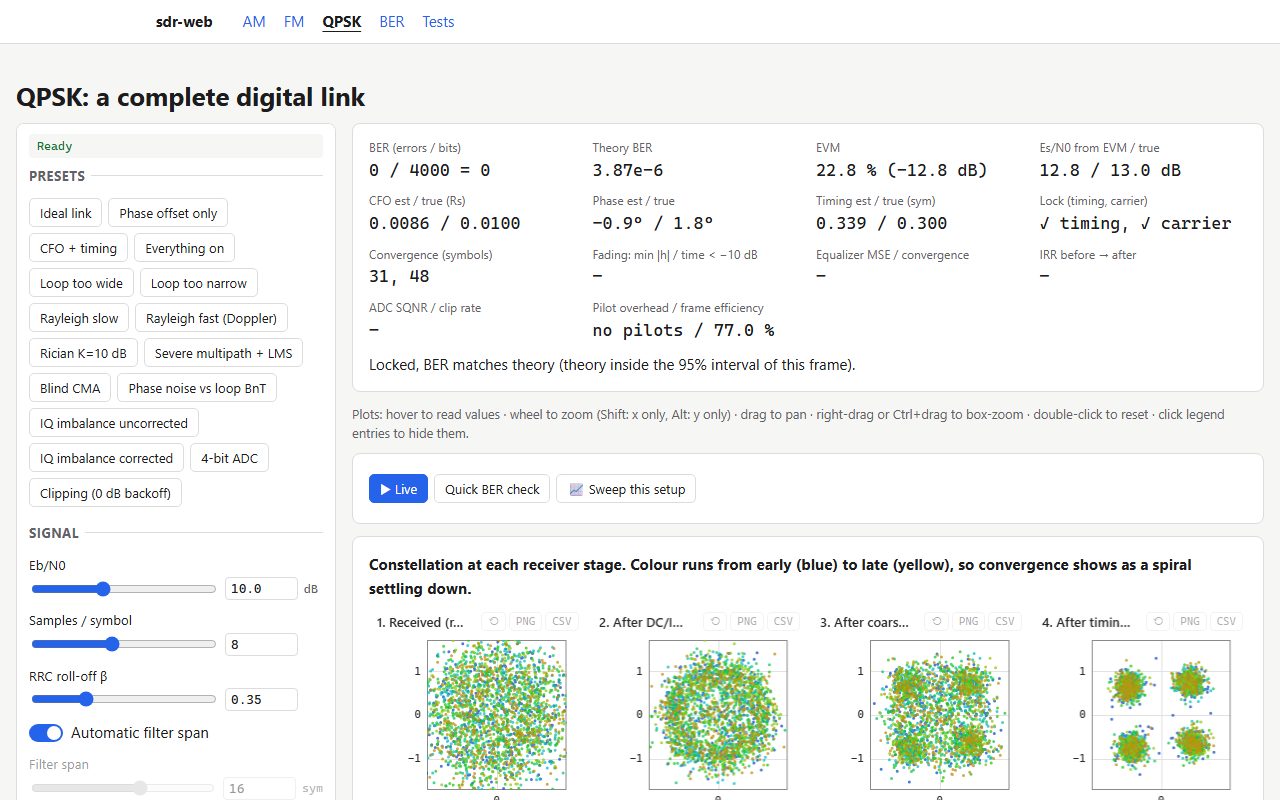 sdr-web AM FM QPSK BER Tests
QPSK: a complete digital link
Ready
PRESETS
Ideal link
Phase offset only
CFO + timing
Everything on
Loop too wide
Loop too narrow
Rayleigh slow
Rayleigh fast (Doppler)
Rician K=10 dB
Severe multipath + LMS
Blind CMA
Phase noise vs loop BnT
IQ imbalance uncorrected
IQ imbalance corrected
4-bit ADC
Clipping (0 dB backoff)
SIGNAL
Eb/N0
10.0 dB
Samples / symbol
8
RRC roll-off β
0.35
Automatic filter span
Filter span
16 sym
BER (errors / bits)
0 / 4000 = 0
Theory BER
3.87e−6
EVM
22.8 % (−12.8 dB)
Es/N0 from EVM / true
12.8 / 13.0 dB
CFO est / true (Rs)
0.0086 / 0.0100
Phase est / true
−0.9° / 1.8°
Timing est / true (sym)
0.339 / 0.300
Lock (timing, carrier)
✓ timing, ✓ carrier
Convergence (symbols)
31, 48
Fading: min |h| / time < −10 dB
—
Equalizer MSE / convergence
—
IRR before → after
—
ADC SQNR / clip rate
—
Pilot overhead / frame efficiency
no pilots / 77.0 %
Locked, BER matches theory (theory inside the 95% interval of this frame).
Plots: hover to read values · wheel to zoom (Shift: x only, Alt: y only) · drag to pan · right-drag or Ctrl+drag to box-zoom · double-click to reset · click legend
entries to hide them.
▶ Live
Quick BER check
📈 Sweep this setup
Constellation at each receiver stage. Colour runs from early (blue) to late (yellow), so convergence shows as a spiral
settling down.
1. Received (r... ⟲ PNG CSV
1
0
−1
2. After DC/I... ⟲ PNG CSV
1
0
−1
3. After coars... ⟲ PNG CSV
1
0
−1
4. After timin... ⟲ PNG CSV
1
0
−1